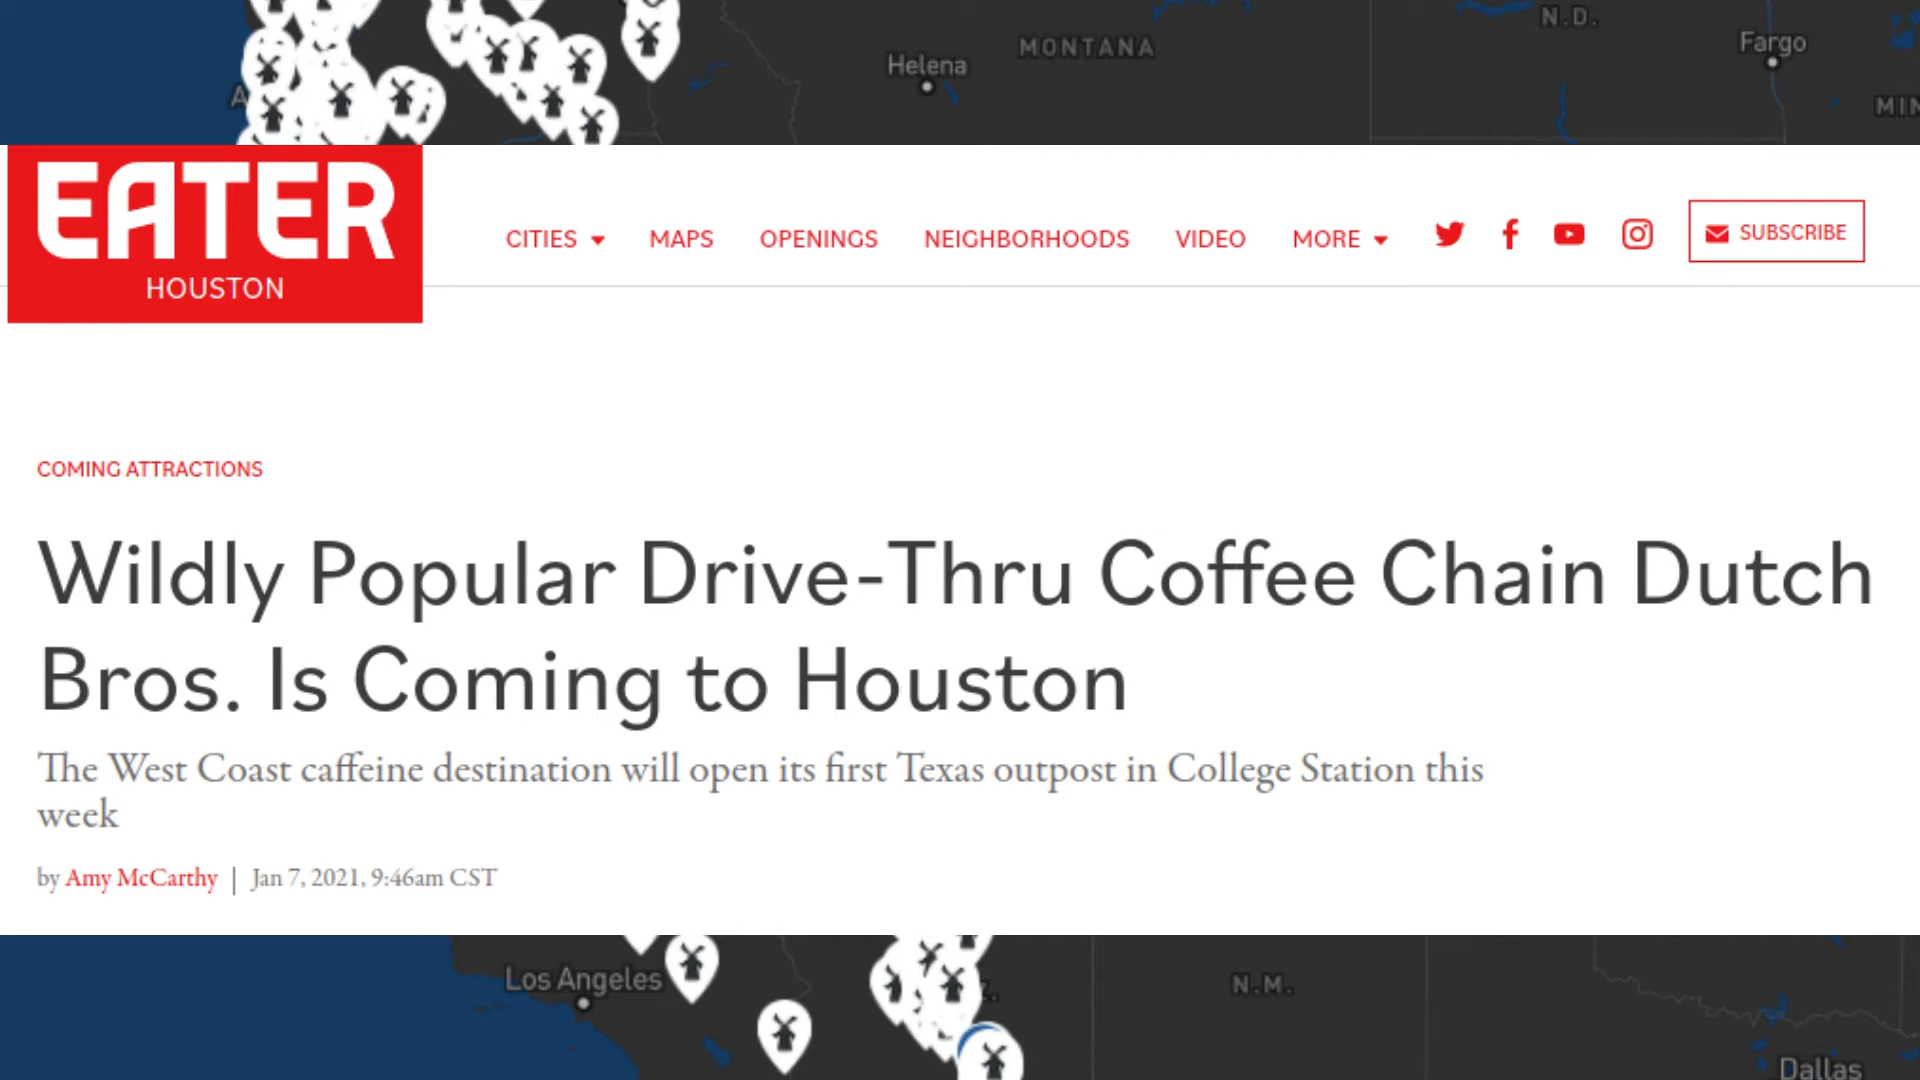 N.D.
MONTANA
Fargo
Helena
A
MIN
EATER
HOUSTON
CITIES MAPS OPENINGS NEIGHBORHOODS VIDEO MORE SUBSCRIBE
COMING ATTRACTIONS
Wildly Popular Drive-Thru Coffee Chain Dutch
Bros. Is Coming to Houston
The West Coast caffeine destination will open its first Texas outpost in College Station this
week
by Amy McCarthy | Jan 7, 2021, 9:46am CST
Los Angeles
N.M.
Dallas